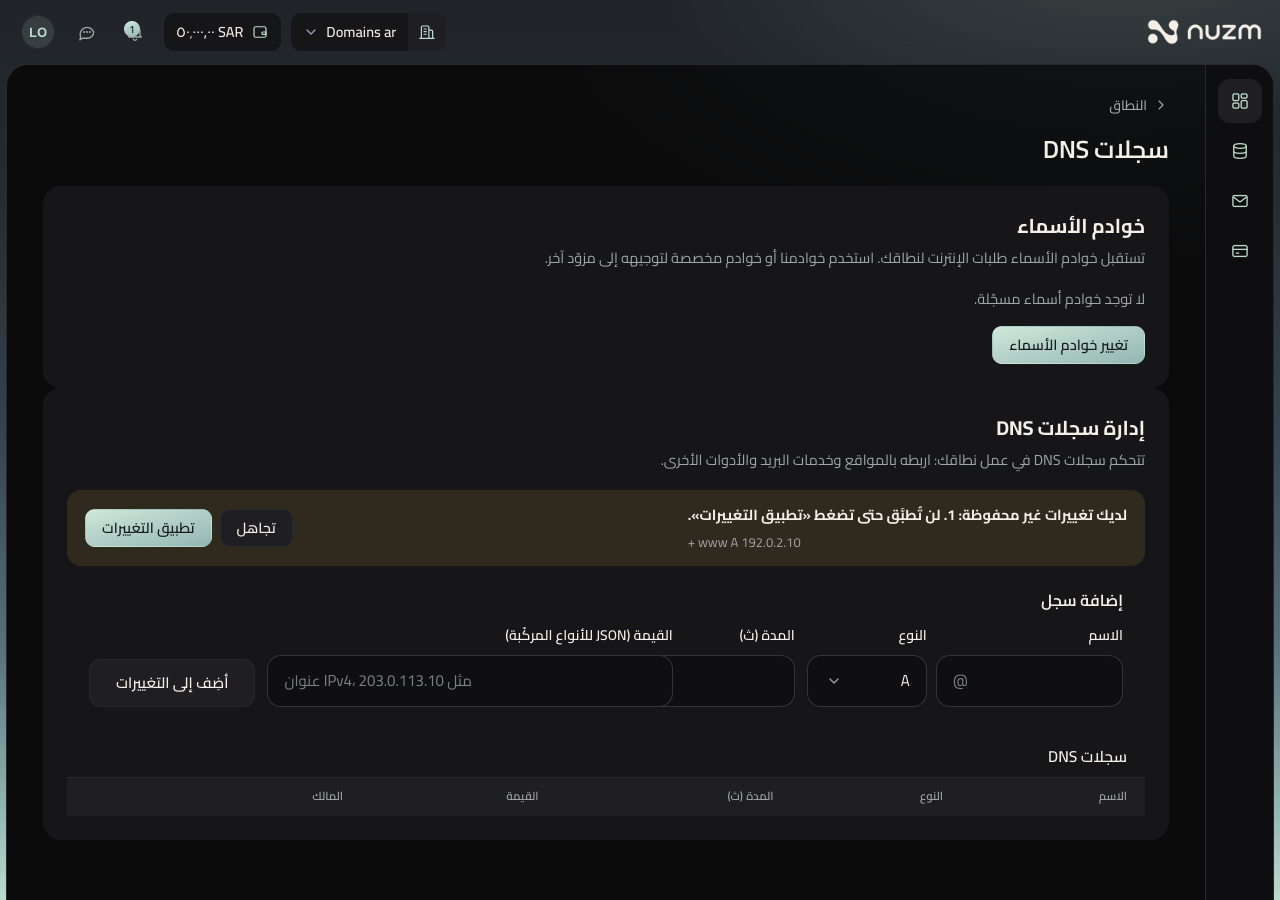 nuzm
Domains ar
٥٠,٠٠٠,٠٠ SAR
1
LO
النطاق
سجلات DNS
خوادم الأسماء
تستقبل خوادم الأسماء طلبات الإنترنت لنطاقك. استخدم خوادمنا أو خوادم مخصصة لتوجيهه إلى مزوّد آخر.
لا توجد خوادم أسماء مسجّلة.
تغيير خوادم الأسماء
إدارة سجلات DNS
تتحكم سجلات DNS في عمل نطاقك: اربطه بالمواقع وخدمات البريد والأدوات الأخرى.
لديك تغييرات غير محفوظة: 1. لن تُطبَّق حتى تضغط «تطبيق التغييرات».
+ www A 192.0.2.10
تجاهل
تطبيق التغييرات
إضافة سجل
الاسم
النوع
المدة (ث)
القيمة (JSON للأنواع المركّبة)
@
A
عنوان IPv4، مثل 203.0.113.10
أضِف إلى التغييرات
سجلات DNS
الاسم
النوع
المدة (ث)
القيمة
المالك